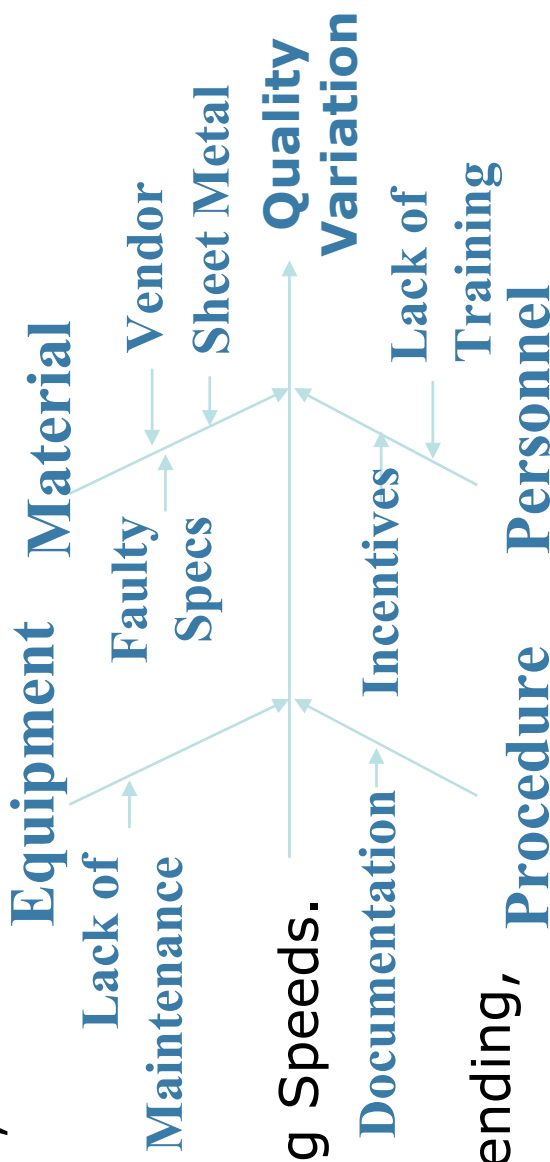 Equipment
Material
Lack of
Maintenance
Faulty
Specs
Vendor
Sheet Metal
g Speeds.
Quality
Variation
Documentation
Incentives
Lack of
Training
ending,
Procedure
Personnel